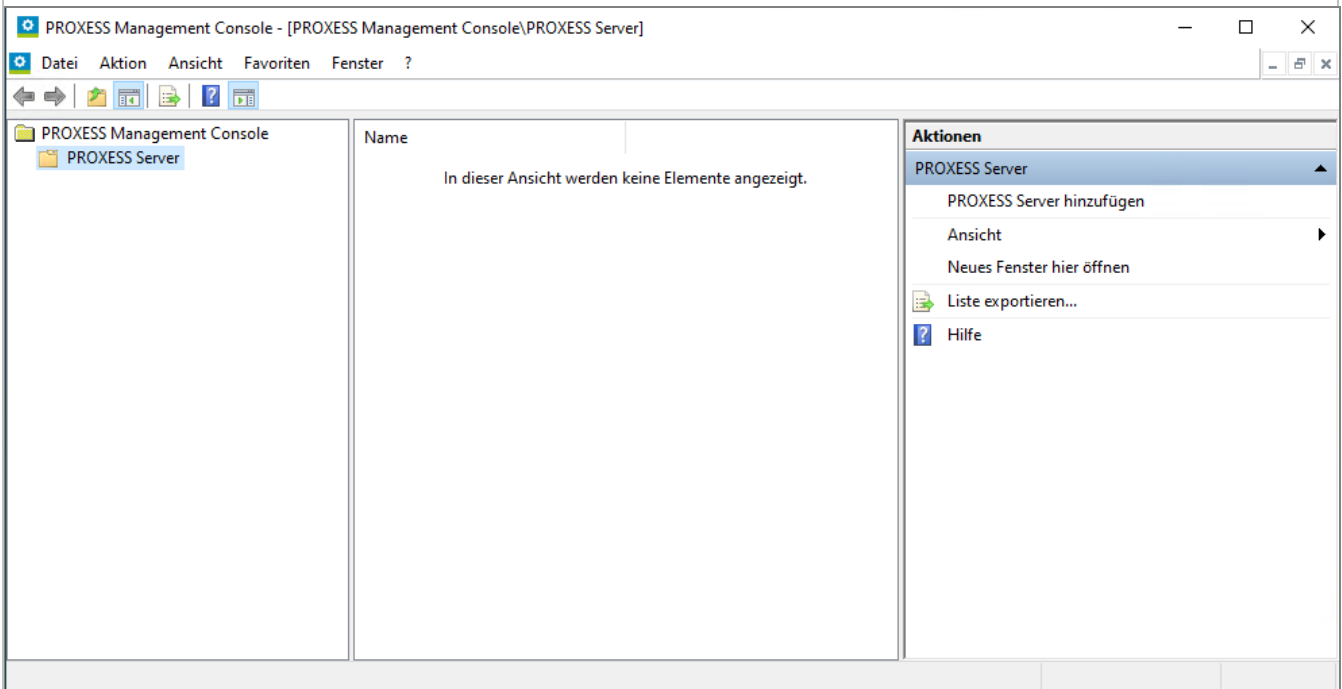 PROXESS Management Console - [PROXESS Management Console\PROXESS Server]
Datei Aktion Ansicht Favoriten Fenster ?
PROXESS Management Console
PROXESS Server
Name
In dieser Ansicht werden keine Elemente angezeigt.
Aktionen
PROXESS Server
PROXESS Server hinzufügen
Ansicht
Neues Fenster hier öffnen
Liste exportieren...
Hilfe